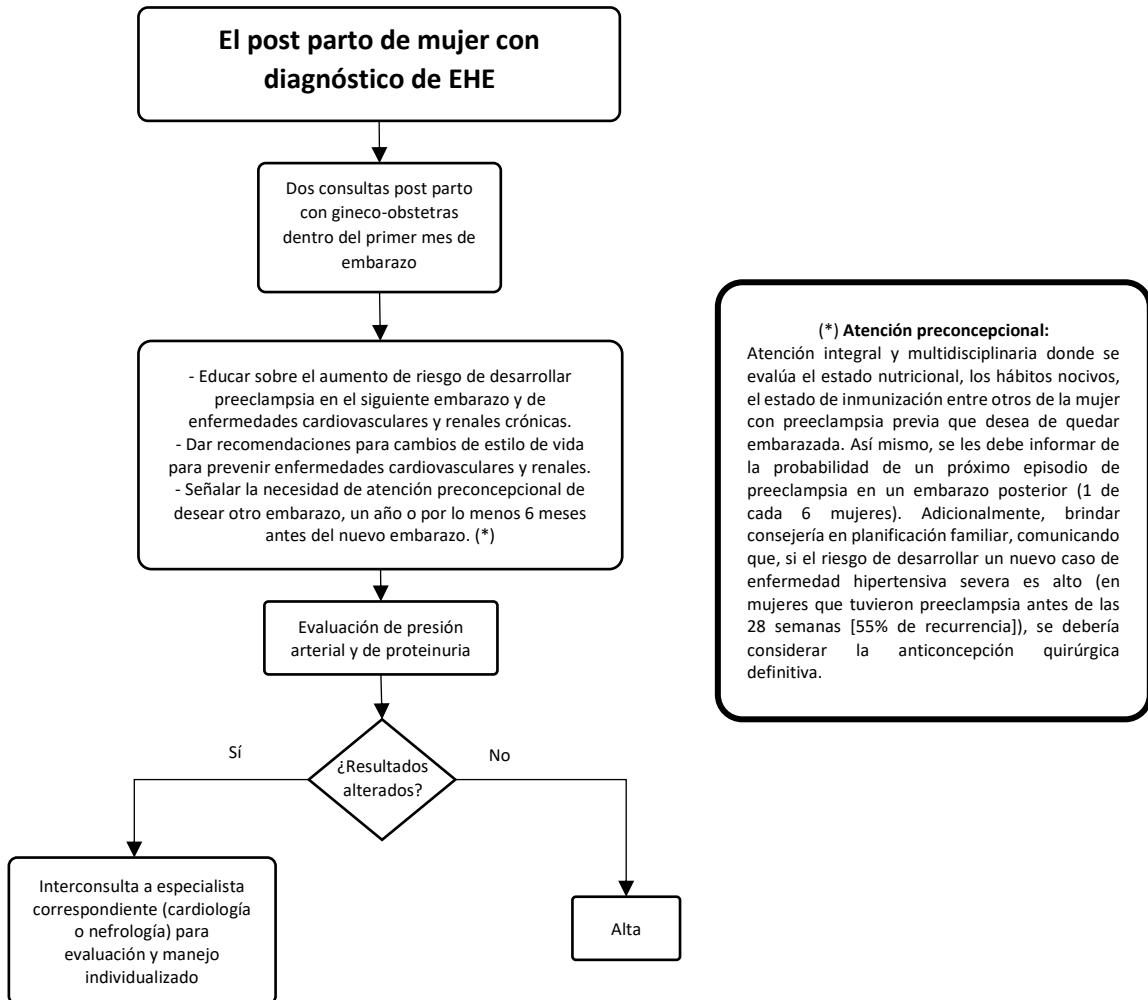 El post parto de mujer con
diagnóstico de EHE
Dos consultas post parto
con gineco-obstetras
dentro del primer mes de
embarazo
- Educar sobre el aumento de riesgo de desarrollar
preeclampsia en el siguiente embarazo y de
enfermedades cardiovasculares y renales crónicas.
- Dar recomendaciones para cambios de estilo de vida
para prevenir enfermedades cardiovasculares y renales.
- Señalar la necesidad de atención preconcepcional de
desear otro embarazo, un año o por lo menos 6 meses
antes del nuevo embarazo. (*)
Evaluación de presión
arterial y de proteinuria
¿Resultados
alterados?
Sí
No
Interconsulta a especialista
correspondiente (cardiología
o nefrología) para
evaluación y manejo
individualizado
Alta
(*) Atención preconcepcional:
Atención integral y multidisciplinaria donde se
evalúa el estado nutricional, los hábitos nocivos,
el estado de inmunización entre otros de la mujer
con preeclampsia previa que desea de quedar
embarazada. Así mismo, se les debe informar de
la probabilidad de un próximo episodio de
preeclampsia en un embarazo posterior (1 de
cada 6 mujeres). Adicionalmente, brindar
consejería en planificación familiar, comunicando
que, si el riesgo de desarrollar un nuevo caso de
enfermedad hipertensiva severa es alto (en
mujeres que tuvieron preeclampsia antes de las
28 semanas [55% de recurrencia]), se debería
considerar la anticoncepción quirúrgica
definitiva.